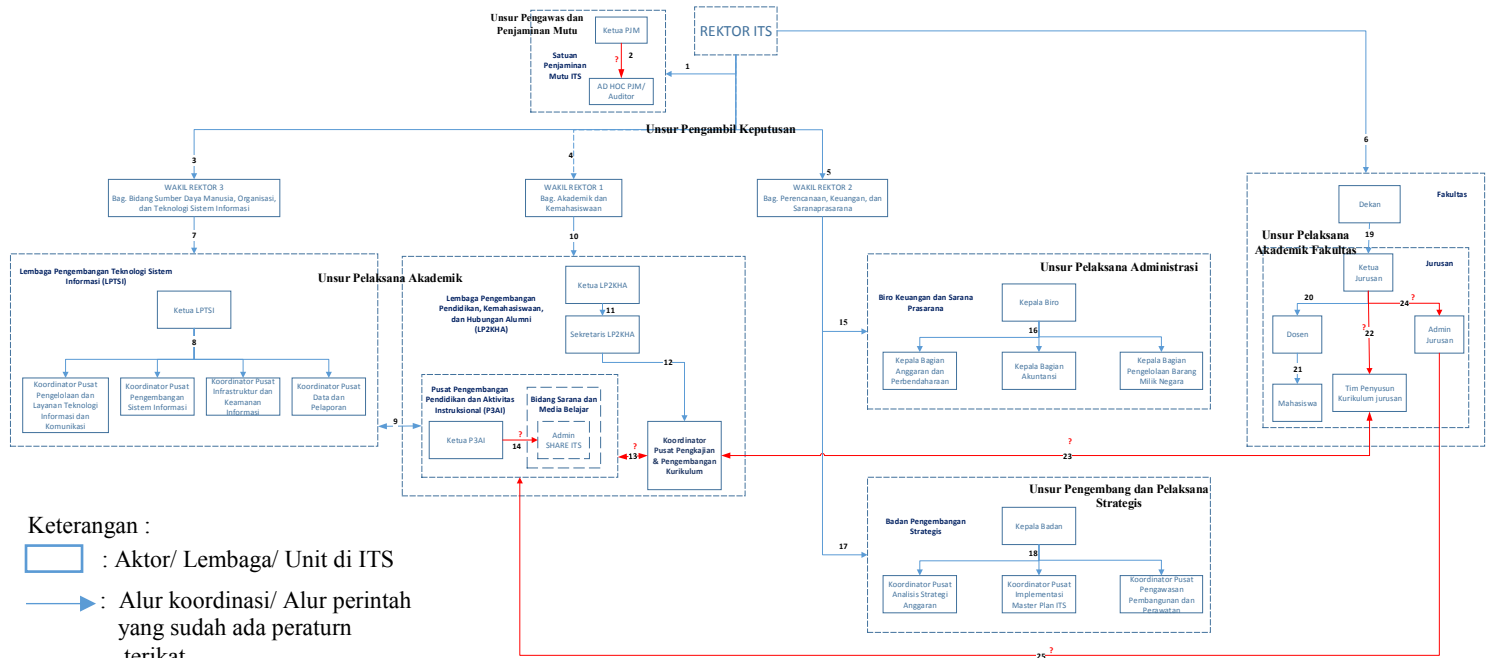 Unsur Pengawas dan
Penjaminan Mutu
Ketua PJM
REKTOR ITS
2
?
Satuan
Penjaminan
Mutu ITS
1
AD HOC PJM/
Auditor
Unsur Pengambil Keputusan
3
4
5
6
WAKIL REKTOR 3
Bag. Bidang Sumber Daya Manusia, Organisasi,
dan Teknologi Sistem Informasi
WAKIL REKTOR 1
Bag. Akademik dan
Kemahasiswaan
WAKIL REKTOR 2
Bag. Perencanaan, Keuangan, dan
Saranaprasarana
Fakultas
Dekan
7
10
19
Unsur Pelaksana
Akademik Fakultas
Lembaga Pengembangan Teknologi Sistem
Informasi (LPTSI)
Unsur Pelaksana Akademik
Ketua LPTSI
8
Koordinator Pusat
Pengelolaan dan
Layanan Teknologi
Informasi dan
Komunikasi
Koordinator Pusat
Pengembangan
Sistem Informasi
Koordinator Pusat
Infrastruktur dan
Keamanan
Informasi
Koordinator Pusat
Data dan
Pelaporan
9
Lembaga Pengembangan
Pendidikan, Kemahasiswaan,
dan Hubungan Alumni
(LP2KHA)
Ketua LP2KHA
11
Sekretaris LP2KHA
12
Pusat Pengembangan
Pendidikan dan Aktivitas
Instruksional (P3AI)
Bidang Sarana dan
Media Belajar
Ketua P3AI
?
14
Admin
SHARE ITS
?
13
Koordinator
Pusat Pengkajian
& Pengembangan
Kurikulum
Unsur Pelaksana Administrasi
Biro Keuangan dan Sarana
Prasarana
Kepala Biro
15
16
Kepala Bagian
Anggaran dan
Perbendaharaan
Kepala Bagian
Akuntansi
Kepala Bagian
Pengelolaan Barang
Milik Negara
Ketua
Jurusan
Jurusan
20
24
?
Dosen
?
22
Admin
Jurusan
21
Mahasiswa
Tim Penyusun
Kurikulum jurusan
?
23
Unsur Pengembang dan Pelaksana
Strategis
Badan Pengembangan
Strategis
Kepala Badan
17
18
Koordinator Pusat
Analisis Strategi
Anggaran
Koordinator Pusat
Implementasi
Master Plan ITS
Koordinator Pusat
Pengawasan
Pembangunan dan
Perawatan
?
25
Keterangan :
: Aktor/ Lembaga/ Unit di ITS
: Alur koordinasi/ Alur perintah
yang sudah ada peraturn
terikat